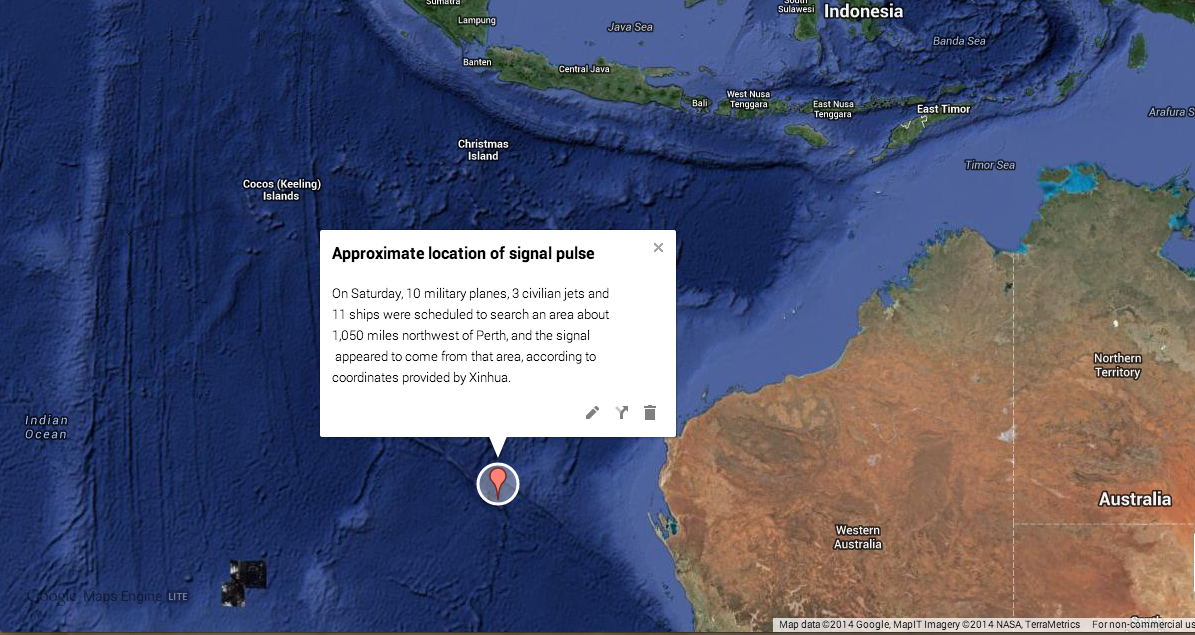 Sumatra
Lampung
Banten
Java Sea
Central Java
Bali
South
Sulawesi
Indonesia
Banda Sea
West Nusa
Tenggara
East Nusa
Tenggara
East Timor
Arafura S
Timor Sea
Christmas
Island
Cocos (Keeling)
Islands
Approximate location of signal pulse
On Saturday, 10 military planes, 3 civilian jets and
11 ships were scheduled to search an area about
1,050 miles northwest of Perth, and the signal
appeared to come from that area, according to
coordinates provided by Xinhua.
Indian
Ocean
Northern
Territory
Australia
Western
Australia
Google Maps Engine LITE
Map data ©2014 Google, MapIT Imagery ©2014 NASA, TerraMetrics
For non-commercial us